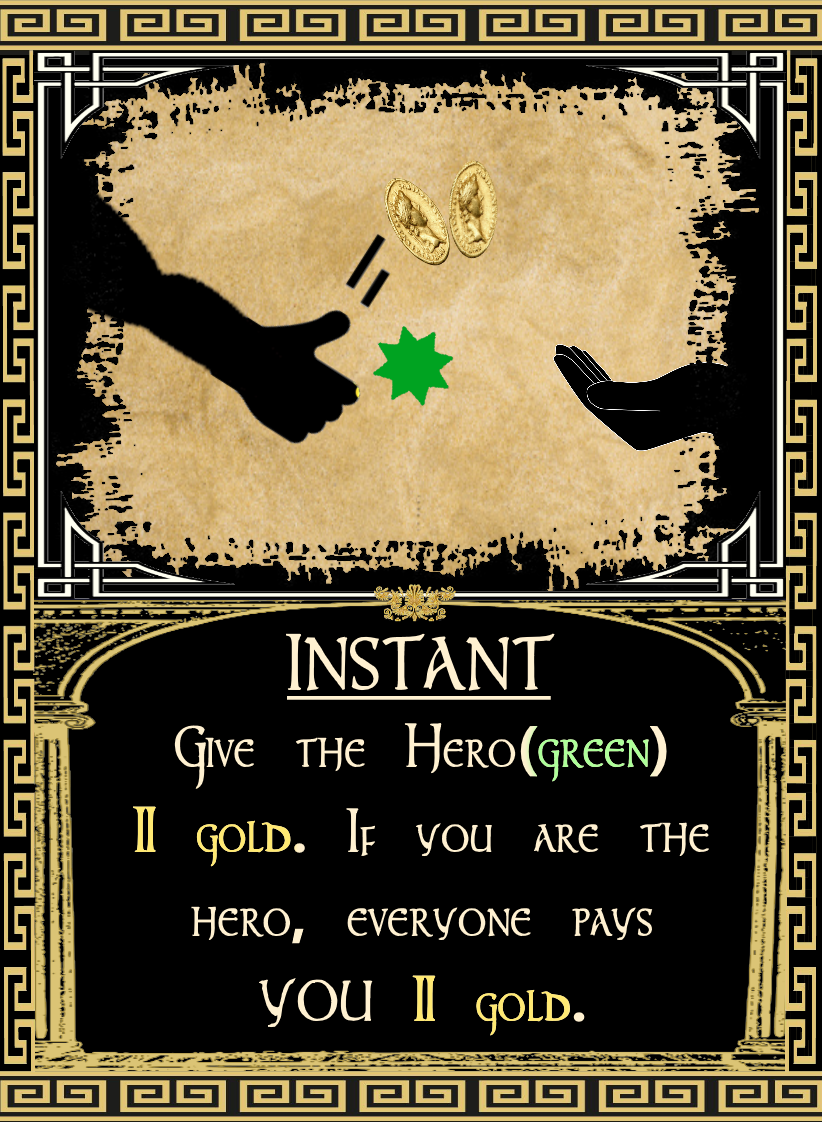 Instant
Give the Hero(green)
II gold. If you are the
hero, everyone pays
you II gold.